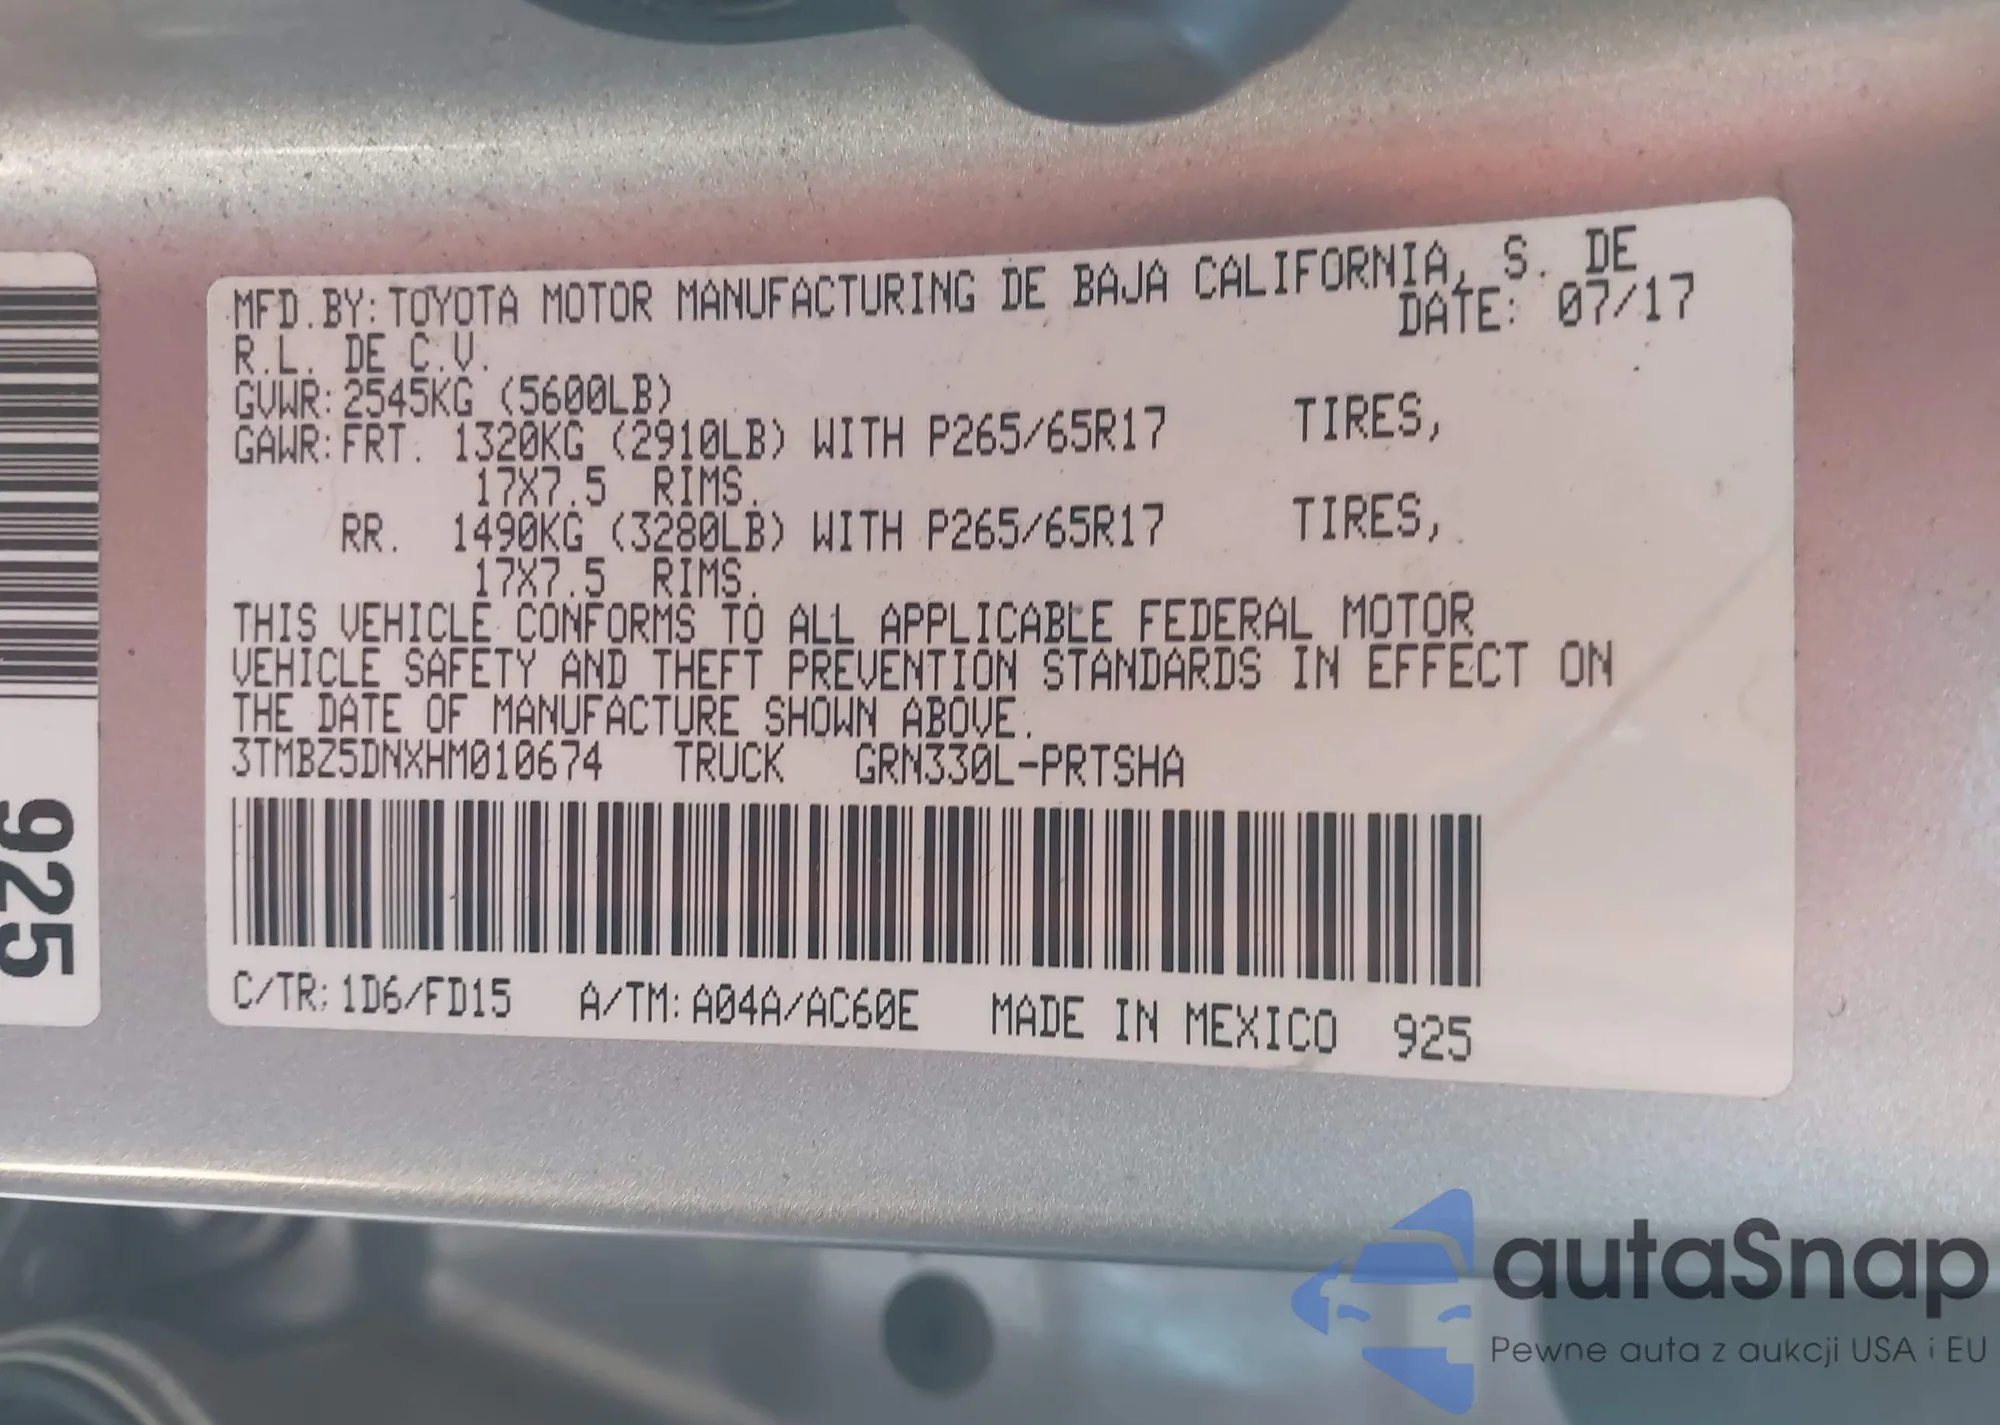 MFD.BY:TOYOTA MOTOR MANUFACTURING DE BAJA CALIFORNIA, S. DE
R.L. DE C.V. DATE: 07/17
GVWR:2545KG (5600LB)
GAWR:FRT. 1320KG (2910LB) WITH P265/65R17 TIRES,
17X7.5 RIMS.
RR. 1490KG (3280LB) WITH P265/65R17 TIRES,
17X7.5 RIMS.
THIS VEHICLE CONFORMS TO ALL APPLICABLE FEDERAL MOTOR
VEHICLE SAFETY AND THEFT PREVENTION STANDARDS IN EFFECT ON
THE DATE OF MANUFACTURE SHOWN ABOVE.
3TMBZ5DNXHM010674 TRUCK GRN330L-PRTSHA
C/TR:1D6/FD15 A/TM:A04A/AC60E MADE IN MEXICO 925
925
autaSnap
Pewne auta z aukcji USA i EU